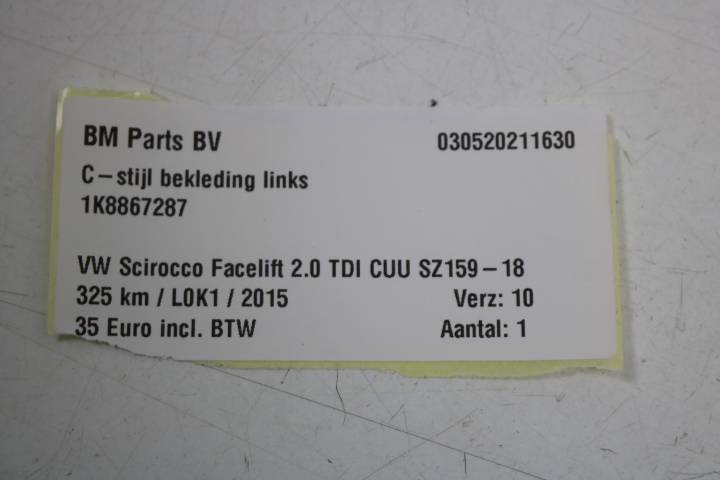 BM Parts BV 030520211630
C-stijl bekleding links
1K8867287
VW Scirocco Facelift 2.0 TDI CUU SZ159-18
325 km / L0K1 / 2015 Verz: 10
35 Euro incl. BTW Aantal: 1